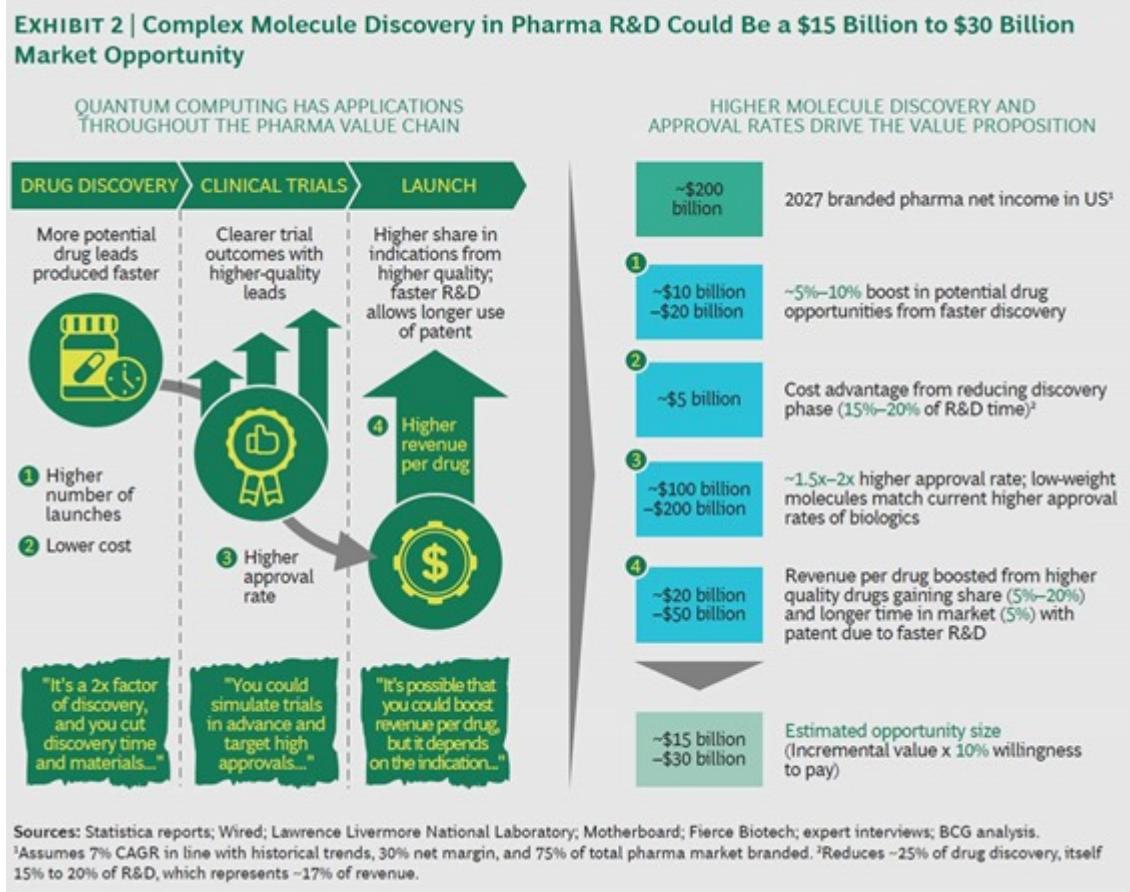 EXHIBIT 2 | Complex Molecule Discovery in Pharma R&D Could Be a $15 Billion to $30 Billion
Market Opportunity
QUANTUM COMPUTING HAS APPLICATIONS
THROUGHOUT THE PHARMA VALUE CHAIN
DRUG DISCOVERY
CLINICAL TRIALS
LAUNCH
More potential
drug leads
produced faster
Clearer trial
outcomes with
higher-quality
leads
Higher share in
indications from
higher quality;
faster R&D
allows longer use
of patent
1 Higher
number of
launches
2 Lower cost
3 Higher
approval
rate
4 Higher
revenue
per drug
$
"It's a 2x factor
of discovery,
and you cut
discovery time
and materials..."
"You could
simulate trials
in advance and
target high
approvals..."
"It's possible that
you could boost
revenue per drug,
but it depends
on the indication..."
HIGHER MOLECULE DISCOVERY AND
APPROVAL RATES DRIVE THE VALUE PROPOSITION
~$200
billion
2027 branded pharma net income in US¹
1
~$10 billion
–$20 billion
~5%–10% boost in potential drug
opportunities from faster discovery
2
~$5 billion
Cost advantage from reducing discovery
phase (15%–20% of R&D time)²
3
~$100 billion
–$200 billion
~1.5x–2x higher approval rate; low-weight
molecules match current higher approval
rates of biologics
4
~$20 billion
–$50 billion
Revenue per drug boosted from higher
quality drugs gaining share (5%–20%)
and longer time in market (5%) with
patent due to faster R&D
~$15 billion
–$30 billion
Estimated opportunity size
(Incremental value x 10% willingness
to pay)
Sources: Statistica reports; Wired; Lawrence Livermore National Laboratory; Motherboard; Fierce Biotech; expert interviews; BCG analysis.
¹Assumes 7% CAGR in line with historical trends, 30% net margin, and 75% of total pharma market branded. ²Reduces ~25% of drug discovery, itself
15% to 20% of R&D, which represents ~17% of revenue.